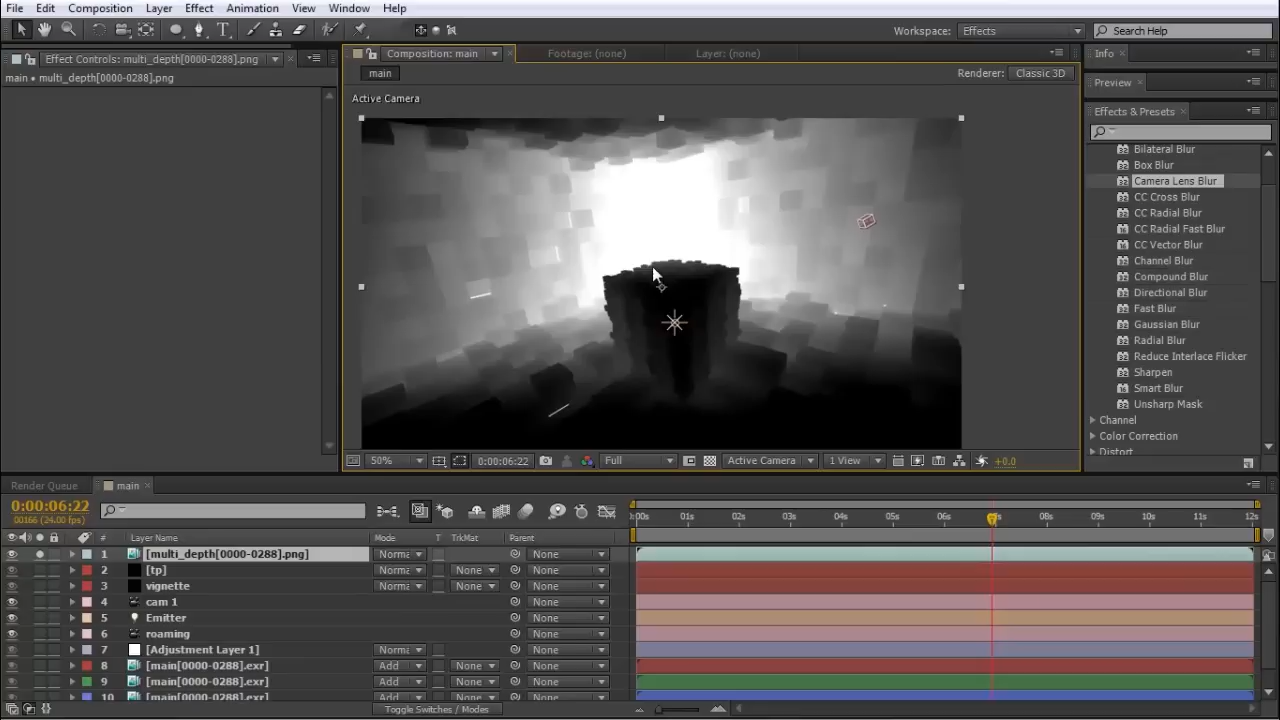 File Edit Composition Layer Effect Animation View Window Help
Workspace: Effects Search Help
Effect Controls: multi_depth[0000-0288].png Composition: main Footage: (none) Layer: (none) Info
main • multi_depth[0000-0288].png main Renderer: Classic 3D Preview
Active Camera
Effects & Presets
Bilateral Blur
Box Blur
Camera Lens Blur
CC Cross Blur
CC Radial Blur
CC Radial Fast Blur
CC Vector Blur
Channel Blur
Compound Blur
Directional Blur
Fast Blur
Gaussian Blur
Radial Blur
Reduce Interlace Flicker
Sharpen
Smart Blur
Unsharp Mask
Channel
Color Correction
Distort
50% 0:00:06:22 Full Active Camera 1 View +0.0
Render Queue main
0:00:06:22
00166 (24.00 fps)
:00s 01s 02s 03s 04s 05s 06s 08s 09s 10s 11s 12s
# Layer Name Mode T TrkMat Parent
1 [multi_depth[0000-0288].png] Norma None
2 [tp] Norma None None
3 vignette Norma None None
4 cam 1 None
5 Emitter None
6 roaming None
7 [Adjustment Layer 1] Norma None
8 [main[0000-0288].exr] Add None None
9 [main[0000-0288].exr] Add None None
10 [main[0000-0288].exr] Add None None
Toggle Switches / Modes